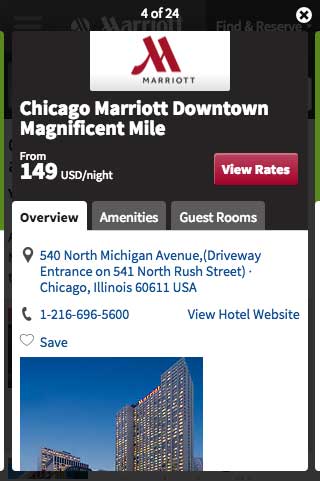 4 of 24
Marriott
Find & Reserve
MARRIOTT
Chicago Marriott Downtown
Magnificent Mile
From
149 USD/night
View Rates
Overview
Amenities
Guest Rooms
540 North Michigan Avenue,(Driveway
Entrance on 541 North Rush Street) ·
Chicago, Illinois 60611 USA
1-216-696-5600
View Hotel Website
Save